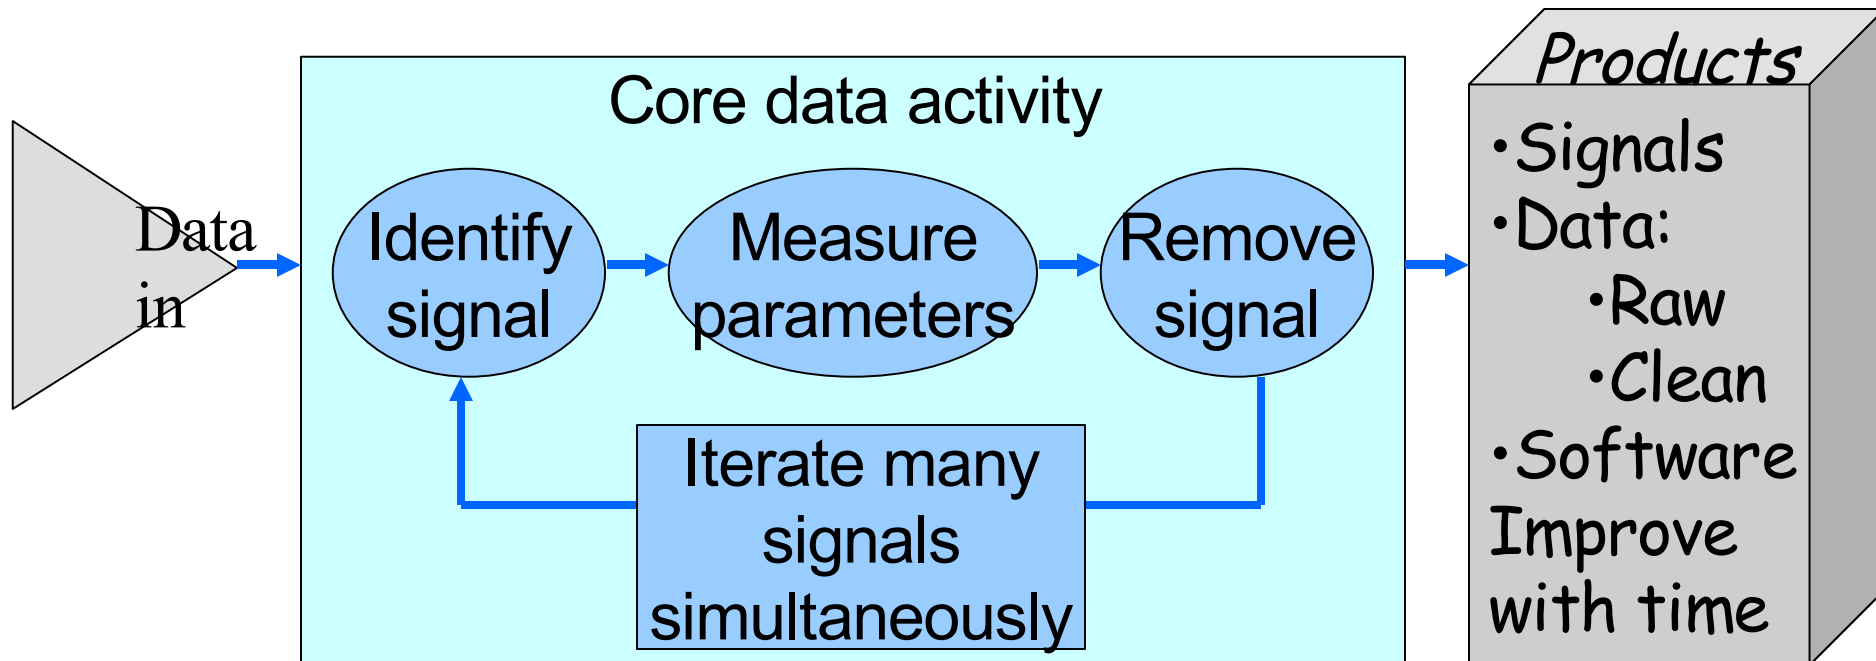 Data
in
Core data activity
Identify
signal
Measure
parameters
Remove
signal
Iterate many
signals
simultaneously
Products
•Signals
•Data:
•Raw
•Clean
•Software
Improve
with time